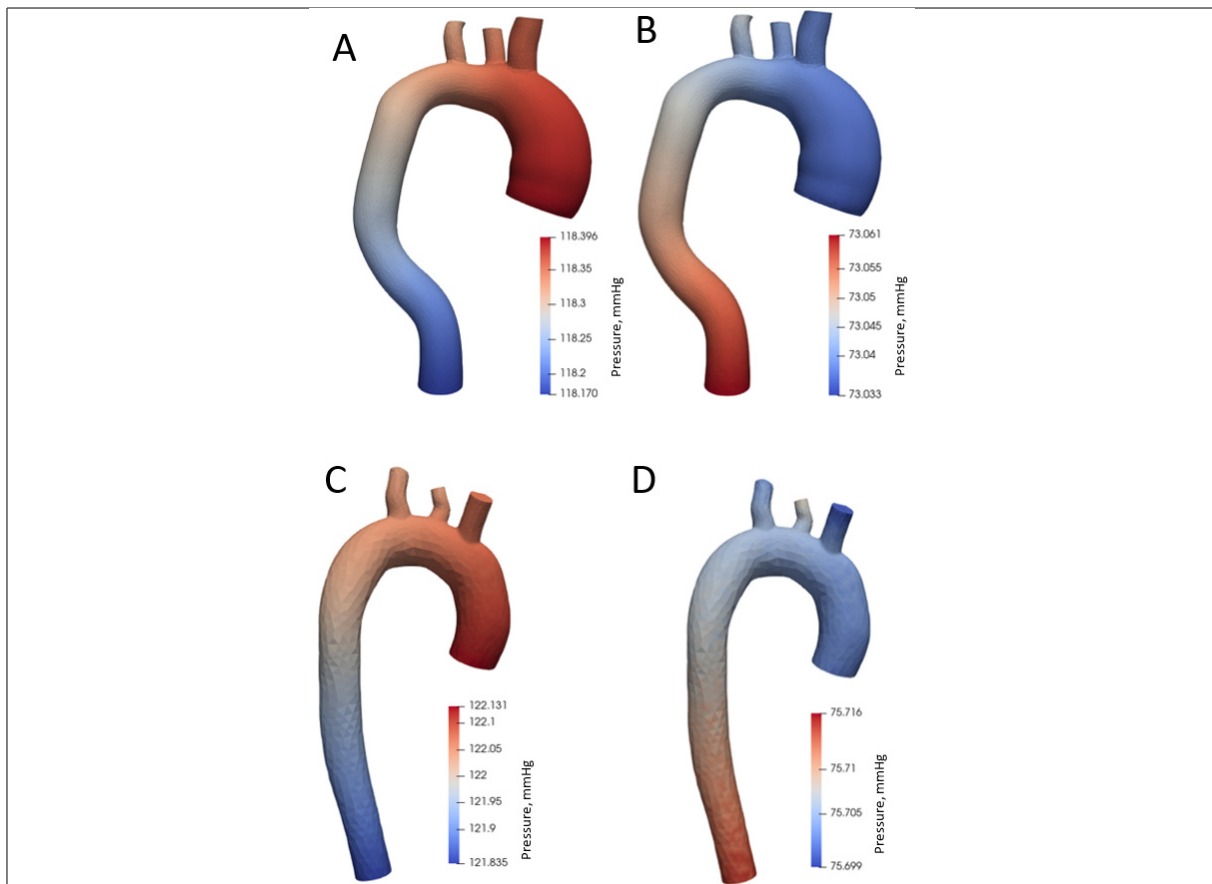 A
118.396
118.35
118.3
118.25
118.2
118.170
Pressure, mmHg
B
73.061
73.055
73.05
73.045
73.04
73.033
Pressure, mmHg
C
122.131
122.1
122.05
122
121.95
121.9
121.835
Pressure, mmHg
D
75.716
75.71
75.705
75.699
Pressure, mmHg